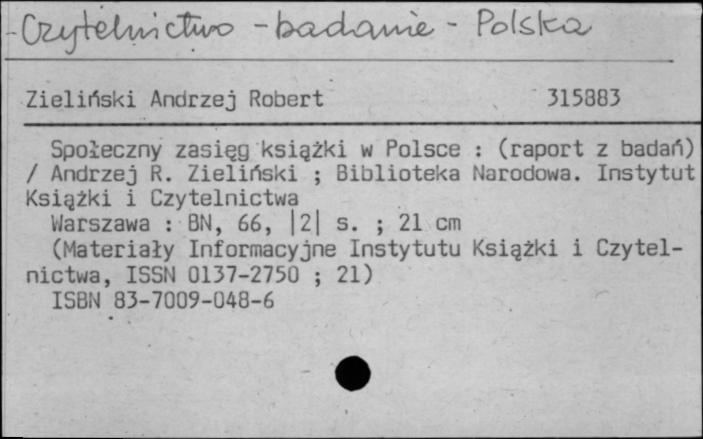 Czytelnictwo - badanie - Polska
Zieliński Andrzej Robert 315883
Społeczny zasięg książki w Polsce : (raport z badań)
/ Andrzej R. Zieliński ; Biblioteka Narodowa. Instytut
Książki i Czytelnictwa
Warszawa : BN, 66, |2| s. ; 21 cm
(Materiały Informacyjne Instytutu Książki i Czytel-
nictwa, ISSN 0137-2750 ; 21)
ISBN 83-7009-048-6